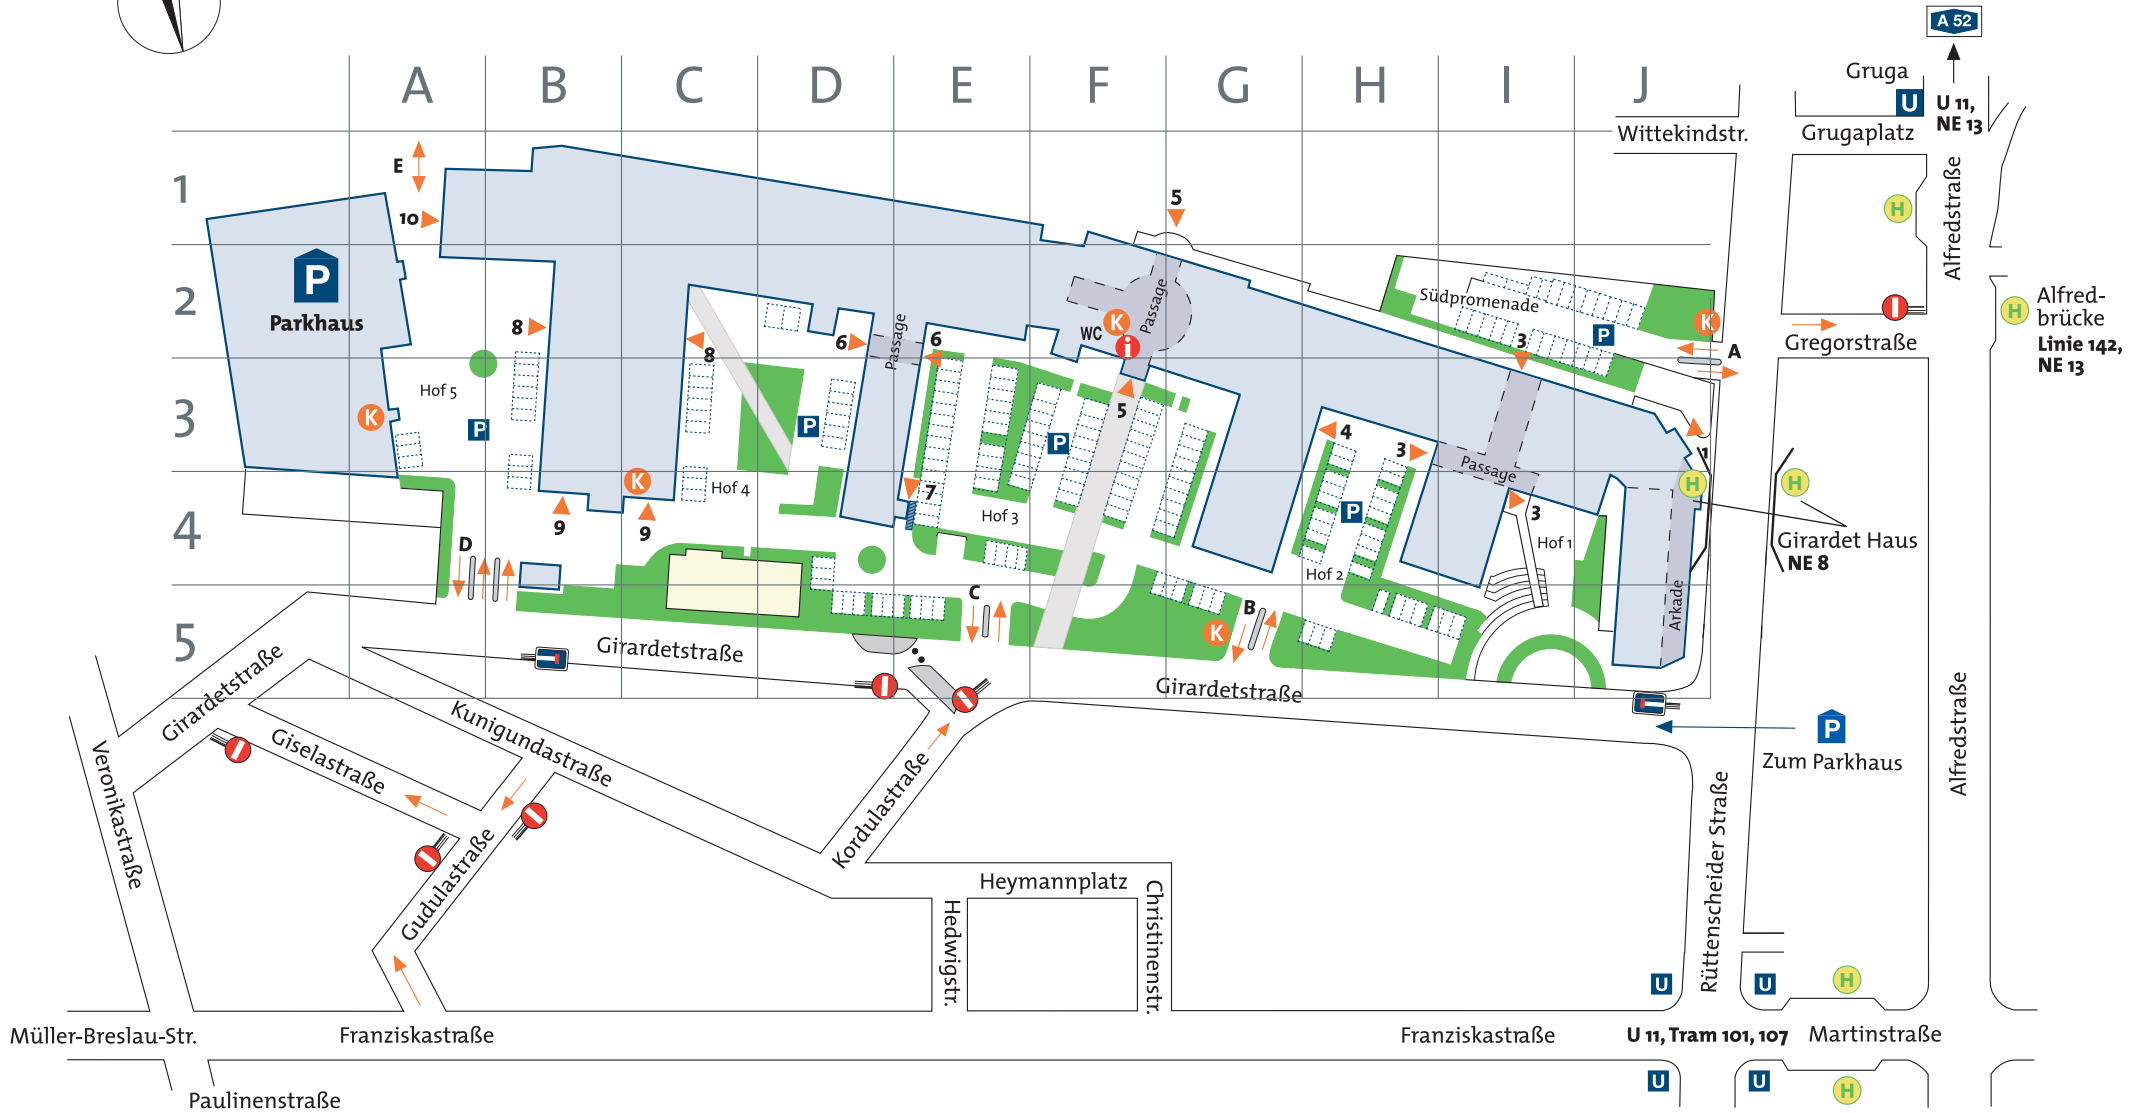 A 52
Gruga
U
U 11,
NE 13
A B C D E F G H I J
Wittekindstr.
Grugaplatz
Alfredstraße
1
E
10
5
H
2
P
Parkhaus
8
8
6
Passage
6
WC
K
i
Passage
Südpromenade
3
P
K
A
Gregorstraße
H
Alfred-
brücke
Linie 142,
NE 13
3
K
Hof 5
P
P
P
5
4
3
Passage
1
H
H
4
K
Hof 4
9
9
7
Hof 3
P
3
Hof 1
Hof 2
Girardet Haus
NE 8
D
C
B
K
Arkade
5
Girardetstraße
Girardetstraße
Girardetstraße
P
Zum Parkhaus
Kunigundastraße
Giselastraße
Veronikastraße
Gudulastraße
Kordulastraße
Heymannplatz
Hedwigstr.
Christinenstr.
Rüttenscheider Straße
Alfredstraße
U
U
H
Müller-Breslau-Str.
Franziskastraße
Franziskastraße
U 11, Tram 101, 107
Martinstraße
U
U
H
Paulinenstraße